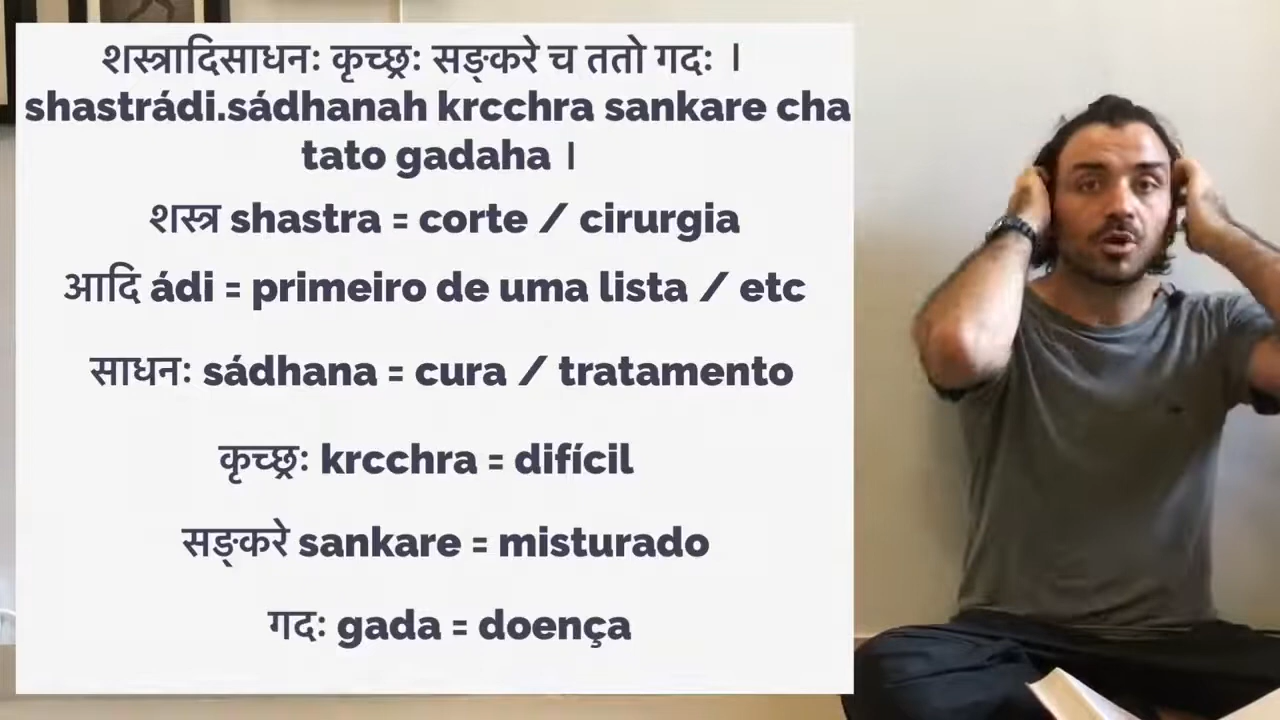 शस्त्रादिसाधनः कृच्छ्रः सङ्करे च ततो गदः ।
shastrádi.sádhanah krcchra sankare cha
tato gadaha ।
शस्त्र shastra = corte / cirurgia
आदि ádi = primeiro de uma lista / etc
साधनः sádhana = cura / tratamento
कृच्छ्रः krcchra = difícil
सङ्करे sankare = misturado
गदः gada = doença